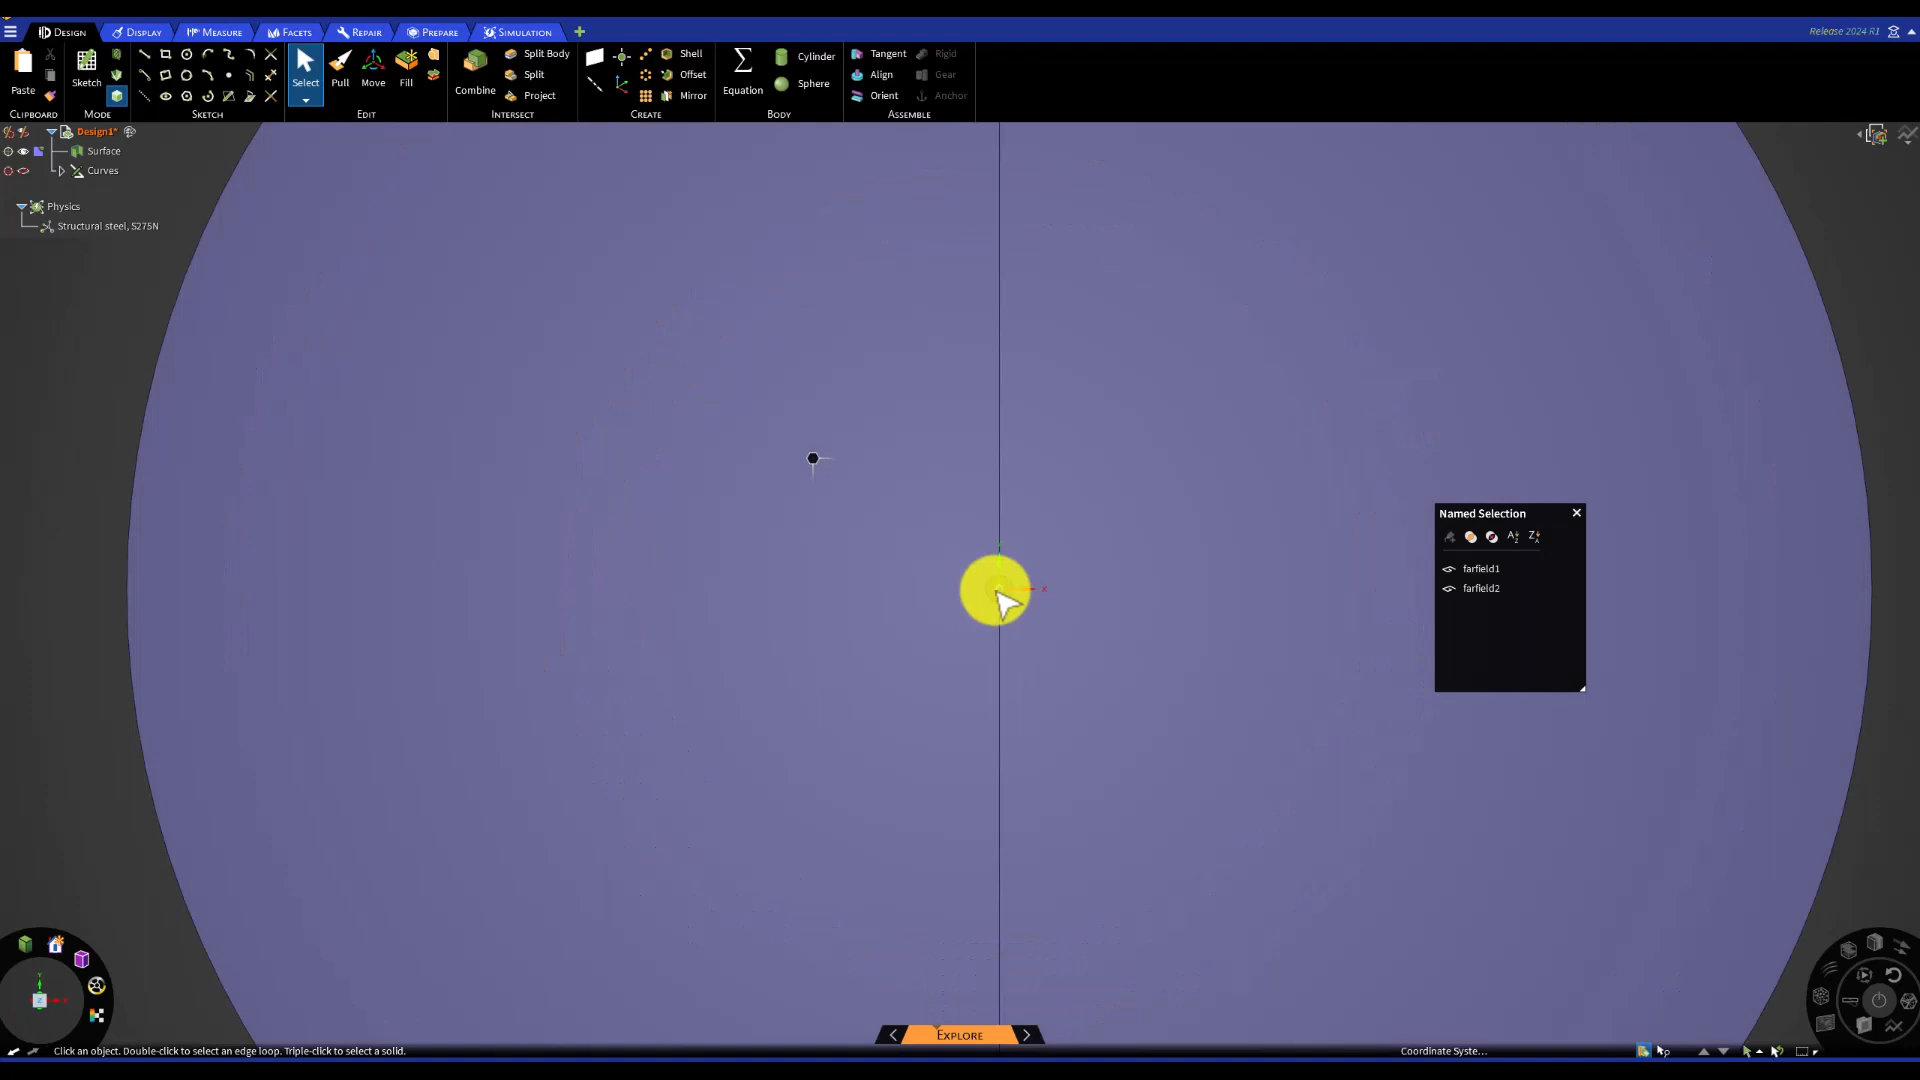 Design
Display
Measure
Facets
Repair
Prepare
Simulation
Release 2024 R1
Paste
Sketch
Select
Pull
Move
Fill
Combine
Split Body
Split
Project
Shell
Offset
Mirror
Equation
Cylinder
Sphere
Tangent
Align
Orient
Rigid
Gear
Anchor
Clipboard
Mode
Sketch
Edit
Intersect
Create
Body
Assemble
Design1*
Surface
Curves
Physics
Structural steel, S275N
X
Named Selection
farfield1
farfield2
Y
Z
Explore
Click an object. Double-click to select an edge loop. Triple-click to select a solid.
Coordinate Syste...